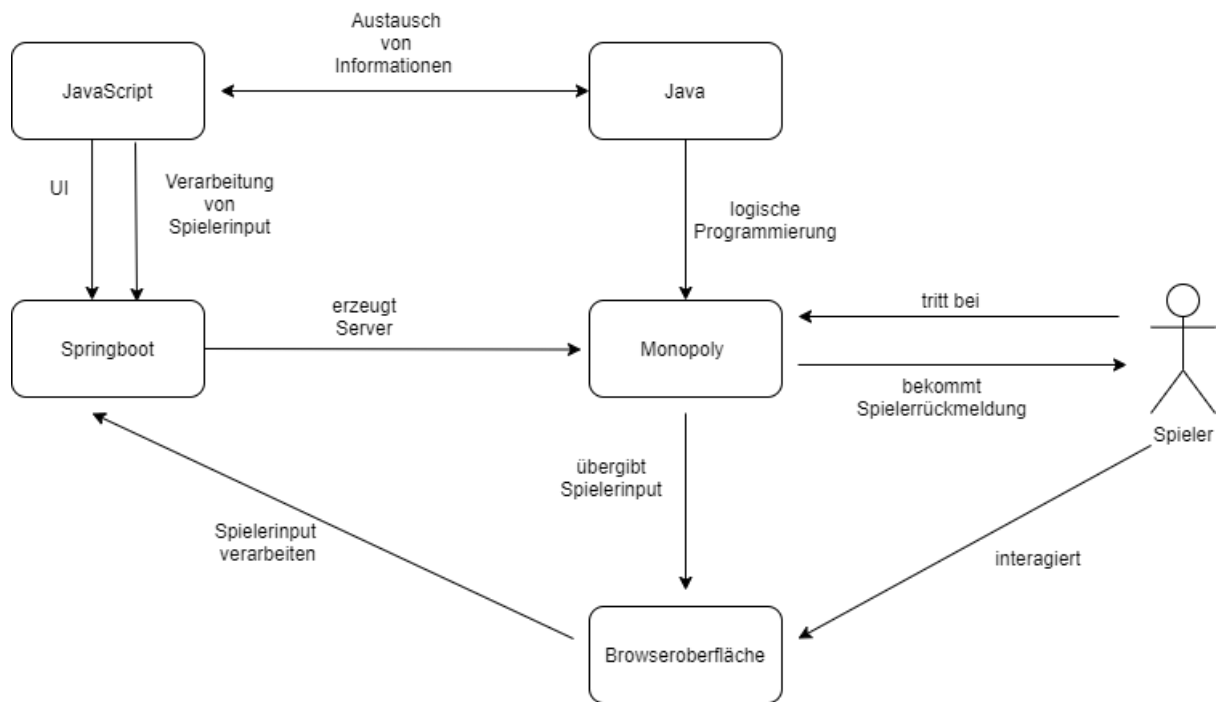 Austausch
von
Informationen
JavaScript
Java
UI
Verarbeitung
von
Spielerinput
logische
Programmierung
erzeugt
Server
tritt bei
Springboot
Monopoly
bekommt
Spielerrückmeldung
Spieler
übergibt
Spielerinput
Spielerinput
verarbeiten
interagiert
Browseroberfläche